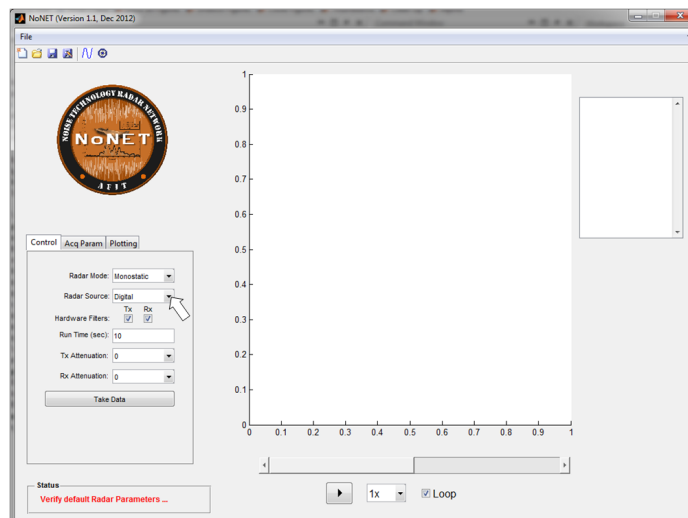 NoNET (Version 1.1, Dec 2012)
File
NOISE TECHNOLOGY RADAR NETWORK
NoNET
AFIT
Control Acq Param Plotting
Radar Mode: Monostatic
Radar Source: Digital
Tx Rx
Hardware Filters:
Run Time (sec): 10
Tx Attenuation: 0
Rx Attenuation: 0
Take Data
Status
Verify default Radar Parameters ...
1
0.9
0.8
0.7
0.6
0.5
0.4
0.3
0.2
0.1
0
0 0.1 0.2 0.3 0.4 0.5 0.6 0.7 0.8 0.9 1
1x Loop